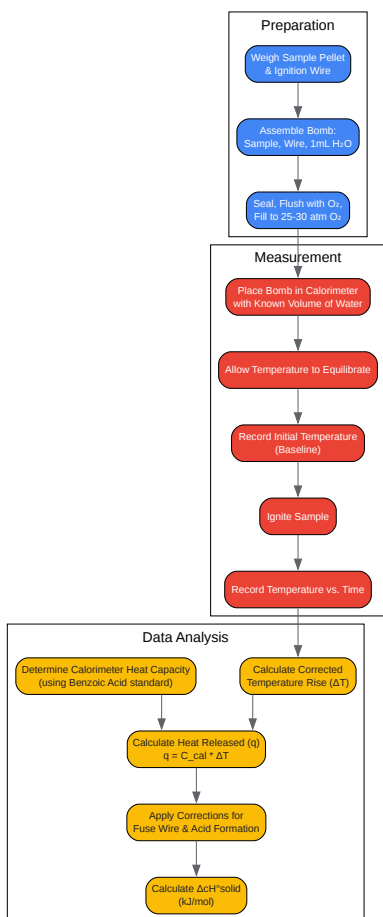 Preparation
Weigh Sample Pellet
& Ignition Wire
Assemble Bomb:
Sample, Wire, 1mL H₂O
Seal, Flush with O₂,
Fill to 25-30 atm O₂
Measurement
Place Bomb in Calorimeter
with Known Volume of Water
Allow Temperature to Equilibrate
Record Initial Temperature
(Baseline)
Ignite Sample
Record Temperature vs. Time
Data Analysis
Determine Calorimeter Heat Capacity
(using Benzoic Acid standard)
Calculate Corrected
Temperature Rise (ΔT)
Calculate Heat Released (q)
q = C_cal * ΔT
Apply Corrections for
Fuse Wire & Acid Formation
Calculate ΔcH°solid
(kJ/mol)